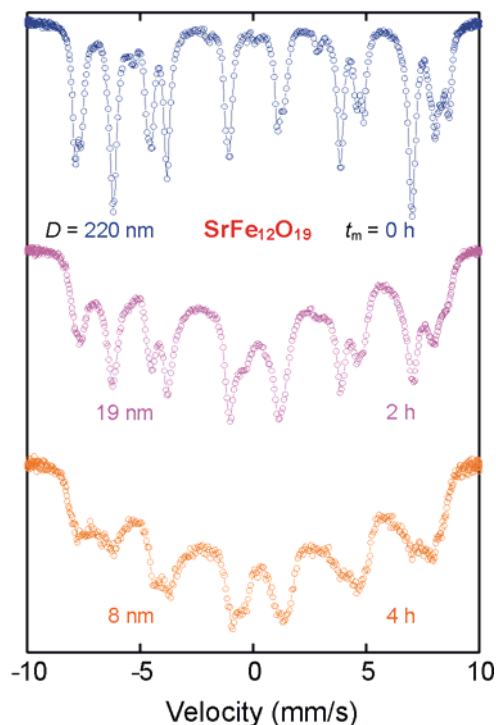 D = 220 nm SrFe₁₂O₁₉ tₘ = 0 h
19 nm 2 h
8 nm 4 h
-10 -5 0 5 10
Velocity (mm/s)